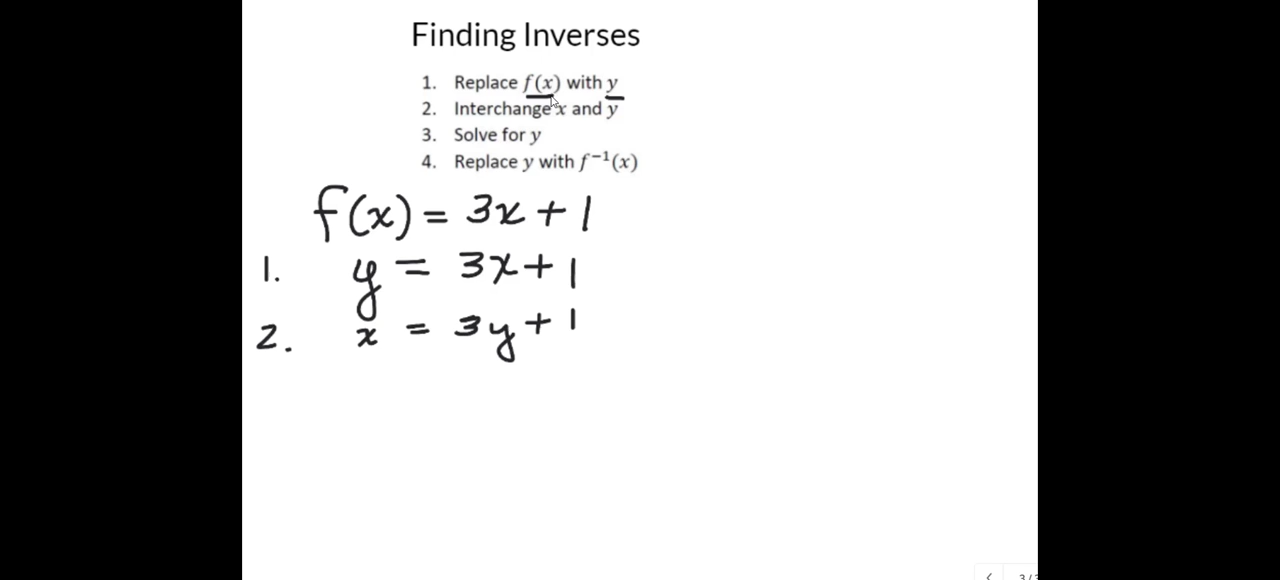 Finding Inverses
1. Replace f(x) with y
2. Interchange x and y
3. Solve for y
4. Replace y with f⁻¹(x)
f(x) = 3x + 1
1. y = 3x + 1
2. x = 3y + 1